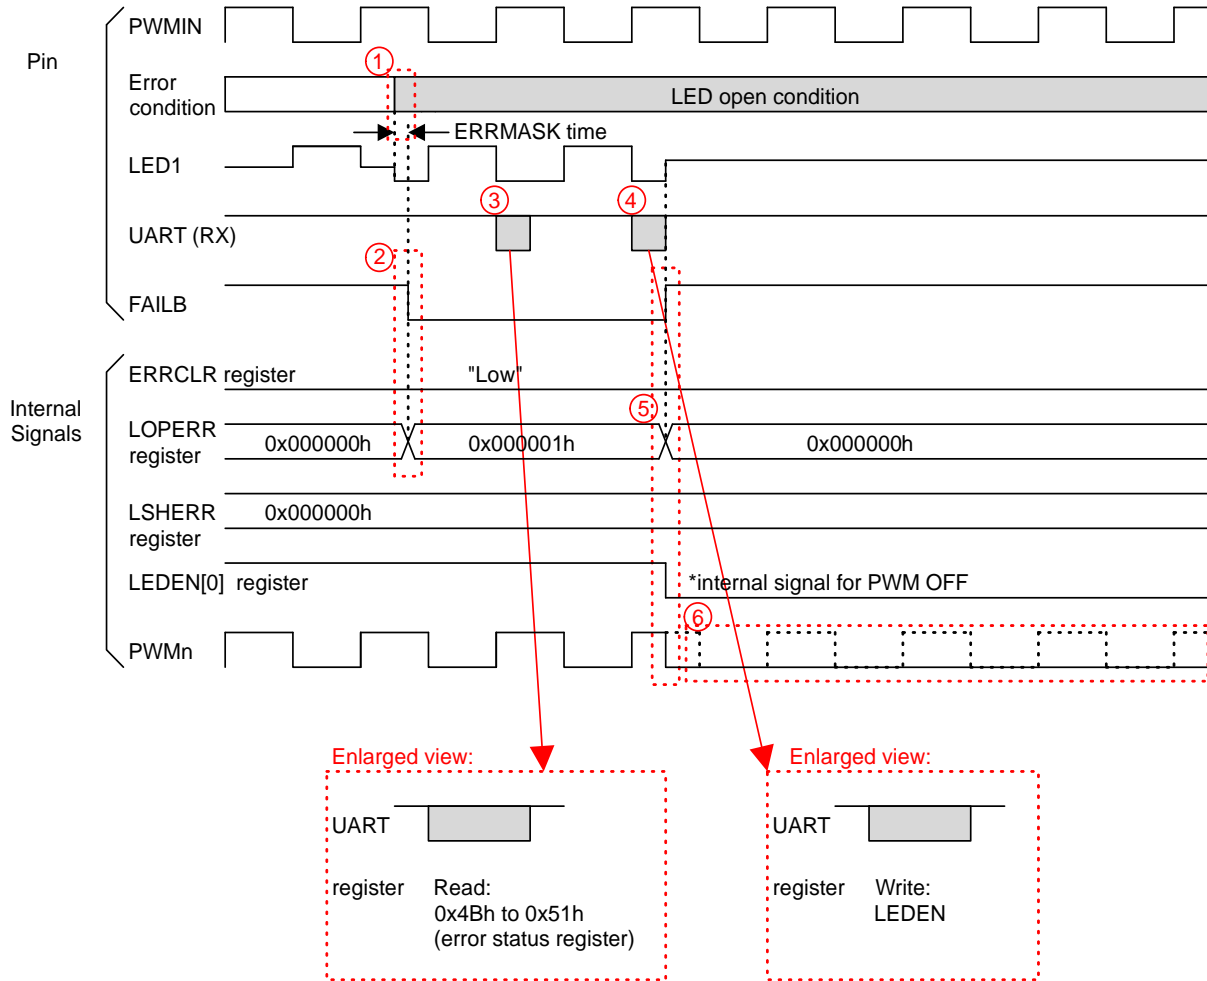 Pin
PWMIN
1
Error
condition
LED open condition
ERRMASK time
LED1
3
4
UART (RX)
2
FAILB
Internal
Signals
ERRCLR register
"Low"
5
LOPERR
register
0x000000h
0x000001h
0x000000h
LSHERR
register
0x000000h
LEDEN[0] register
*internal signal for PWM OFF
6
PWMn
Enlarged view:
UART
register
Read:
0x4Bh to 0x51h
(error status register)
Enlarged view:
UART
register
Write:
LEDEN